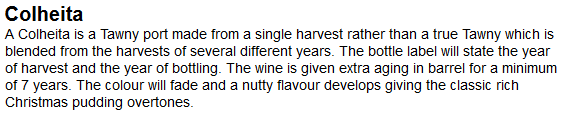 Colheita
A Colheita is a Tawny port made from a single harvest rather than a true Tawny which is
blended from the harvests of several different years. The bottle label will state the year
of harvest and the year of bottling. The wine is given extra aging in barrel for a minimum
of 7 years. The colour will fade and a nutty flavour develops giving the classic rich
Christmas pudding overtones.